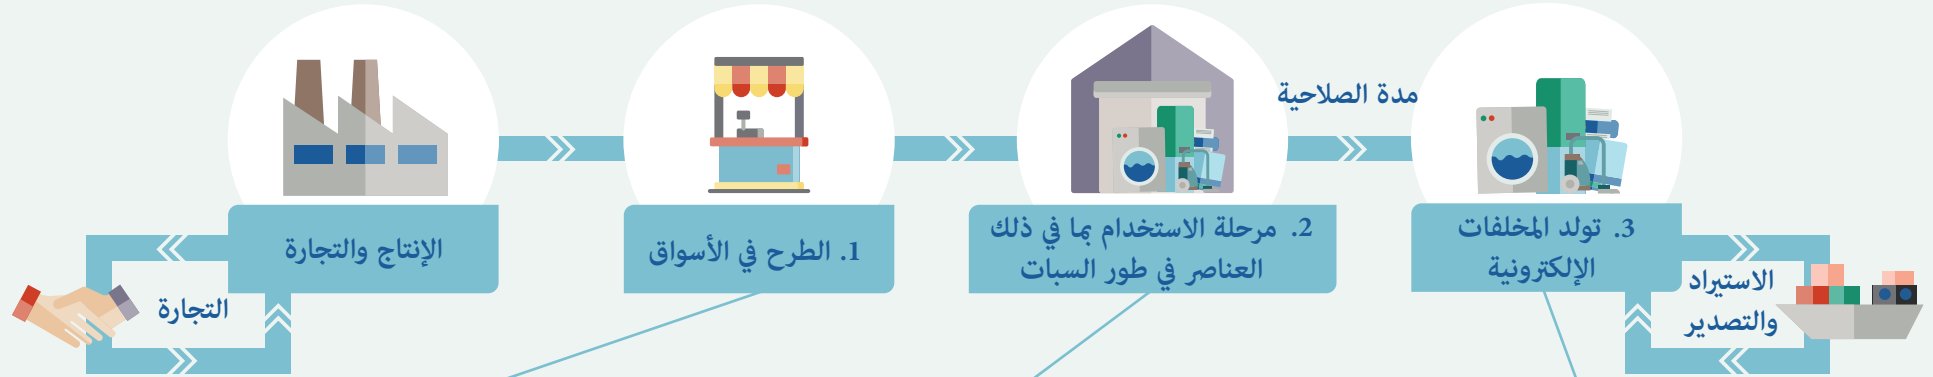 الإنتاج والتجارة
التجارة
1. الطرح في الأسواق
2. مرحلة الاستخدام بما في ذلك
العناصر في طور السبات
مدة الصلاحية
3. تولد المخلفات
الإلكترونية
الاستيراد
والتصدير